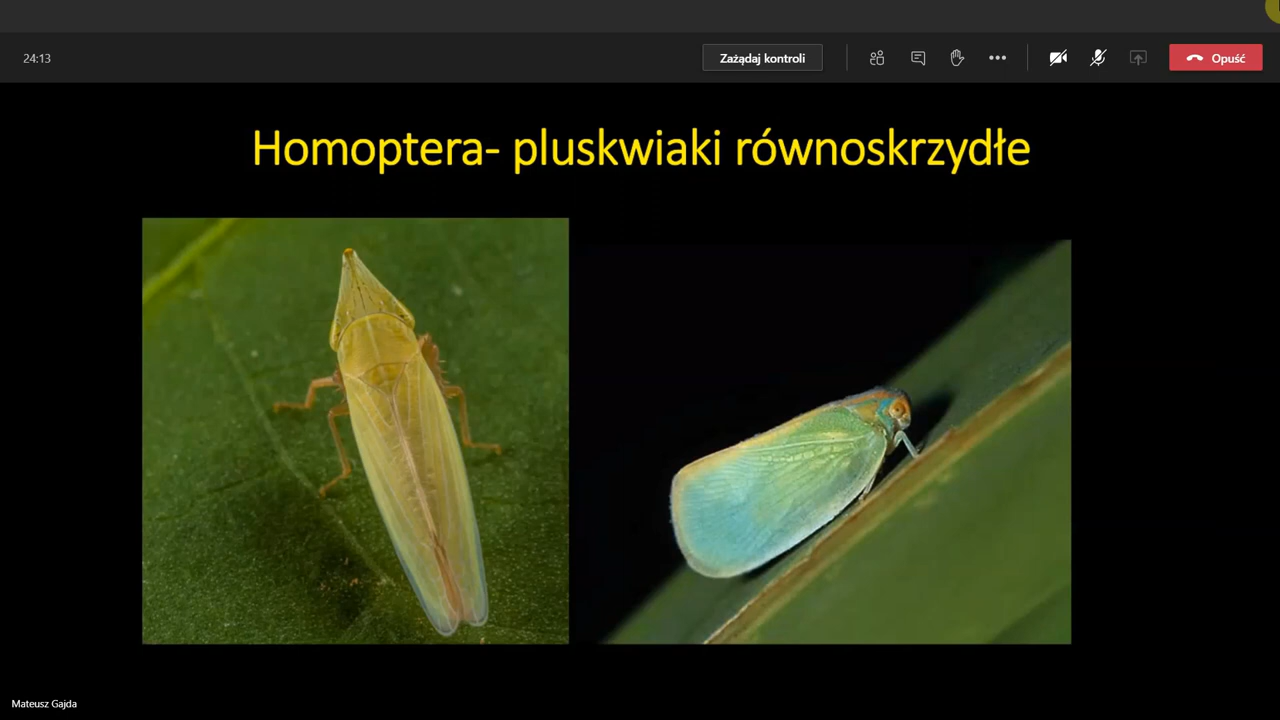 24:13
Zażądaj kontroli
Opuść
Homoptera- pluskwiaki równoskrzydłe
Mateusz Gajda